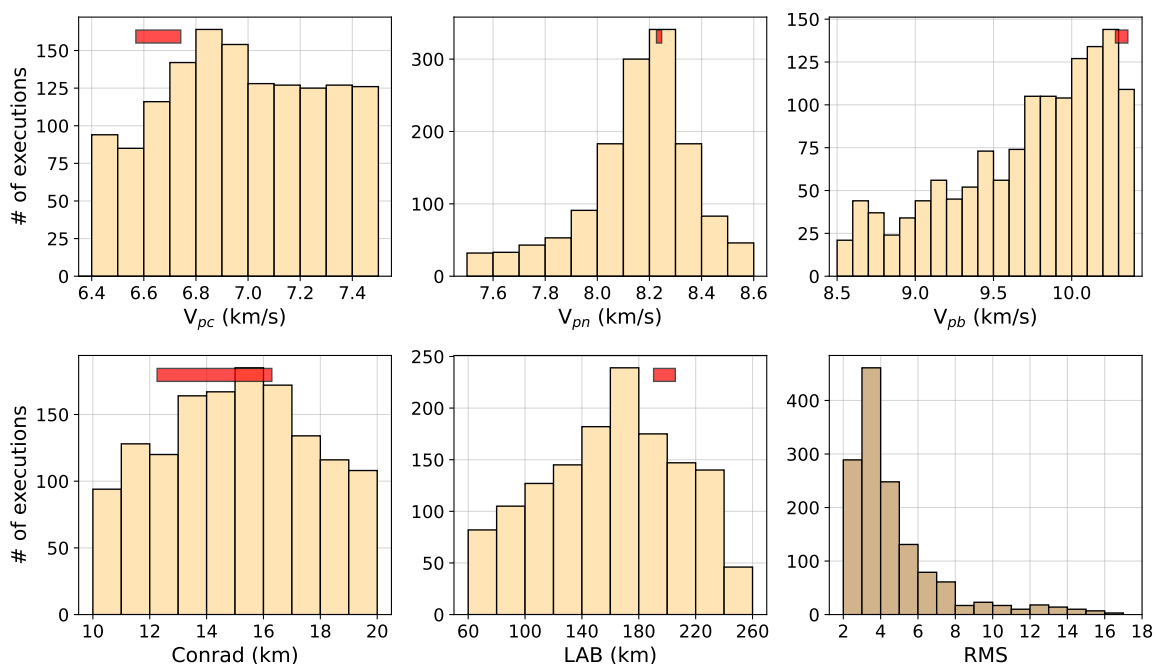 # of executions
150
125
100
75
50
25
0
6.4 6.6 6.8 7.0 7.2 7.4
V_pc (km/s)
300
200
100
0
7.6 7.8 8.0 8.2 8.4 8.6
V_pn (km/s)
150
125
100
75
50
25
0
8.5 9.0 9.5 10.0
V_pb (km/s)
# of executions
150
100
50
0
10 12 14 16 18 20
Conrad (km)
250
200
150
100
50
0
60 100 140 180 220 260
LAB (km)
400
300
200
100
0
2 4 6 8 10 12 14 16 18
RMS